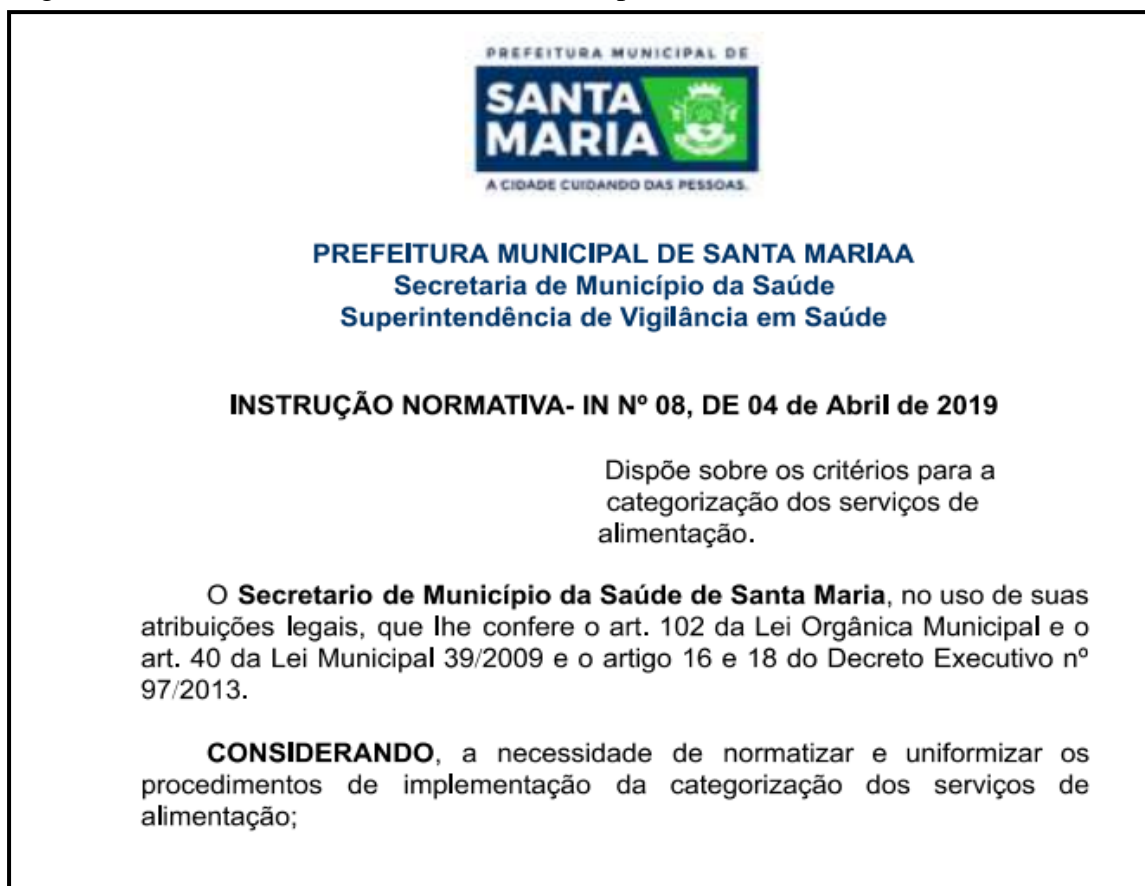 PREFEITURA MUNICIPAL DE
SANTA
MARIA
A CIDADE CUIDANDO DAS PESSOAS.
PREFEITURA MUNICIPAL DE SANTA MARIAA
Secretaria de Município da Saúde
Superintendência de Vigilância em Saúde
INSTRUÇÃO NORMATIVA- IN Nº 08, DE 04 de Abril de 2019
Dispõe sobre os critérios para a
categorização dos serviços de
alimentação.
O Secretario de Município da Saúde de Santa Maria, no uso de suas
atribuições legais, que lhe confere o art. 102 da Lei Orgânica Municipal e o
art. 40 da Lei Municipal 39/2009 e o artigo 16 e 18 do Decreto Executivo nº
97/2013.
CONSIDERANDO, a necessidade de normatizar e uniformizar os
procedimentos de implementação da categorização dos serviços de
alimentação;